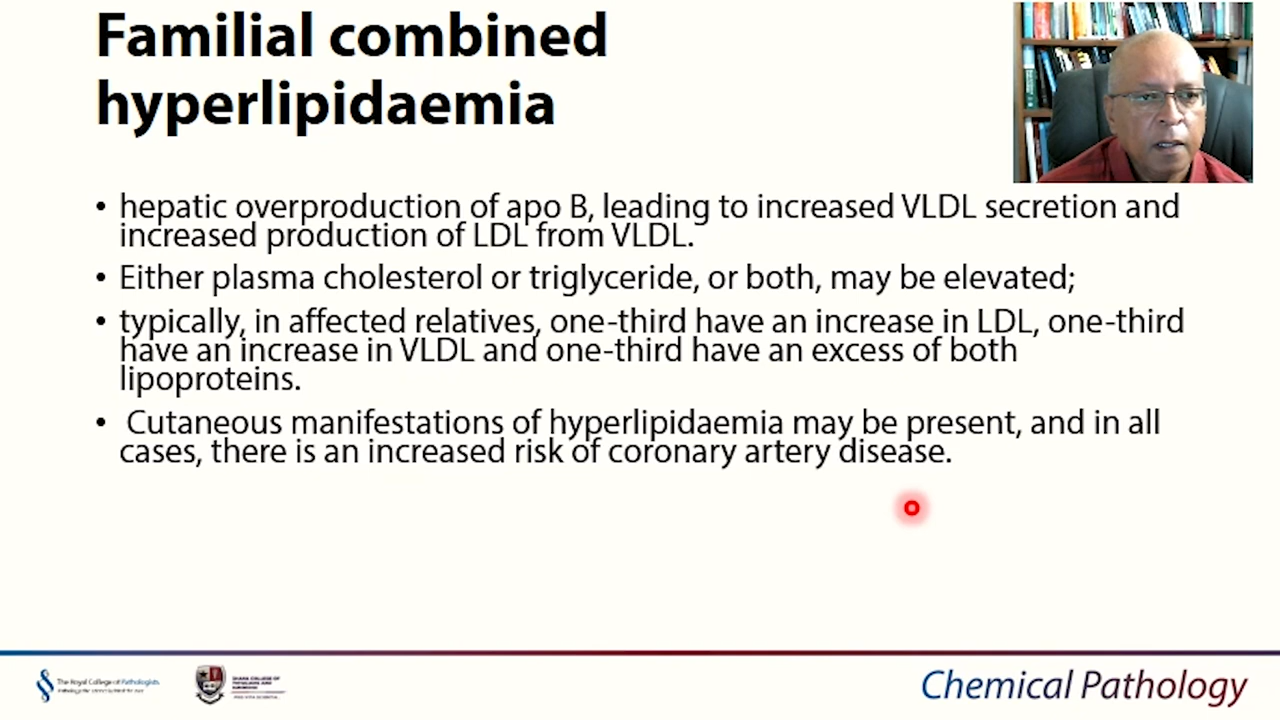 Familial combined
hyperlipidaemia
• hepatic overproduction of apo B, leading to increased VLDL secretion and
increased production of LDL from VLDL.
• Either plasma cholesterol or triglyceride, or both, may be elevated;
• typically, in affected relatives, one-third have an increase in LDL, one-third
have an increase in VLDL and one-third have an excess of both
lipoproteins.
• Cutaneous manifestations of hyperlipidaemia may be present, and in all
cases, there is an increased risk of coronary artery disease.
The Royal College of Pathologists
Chemical Pathology